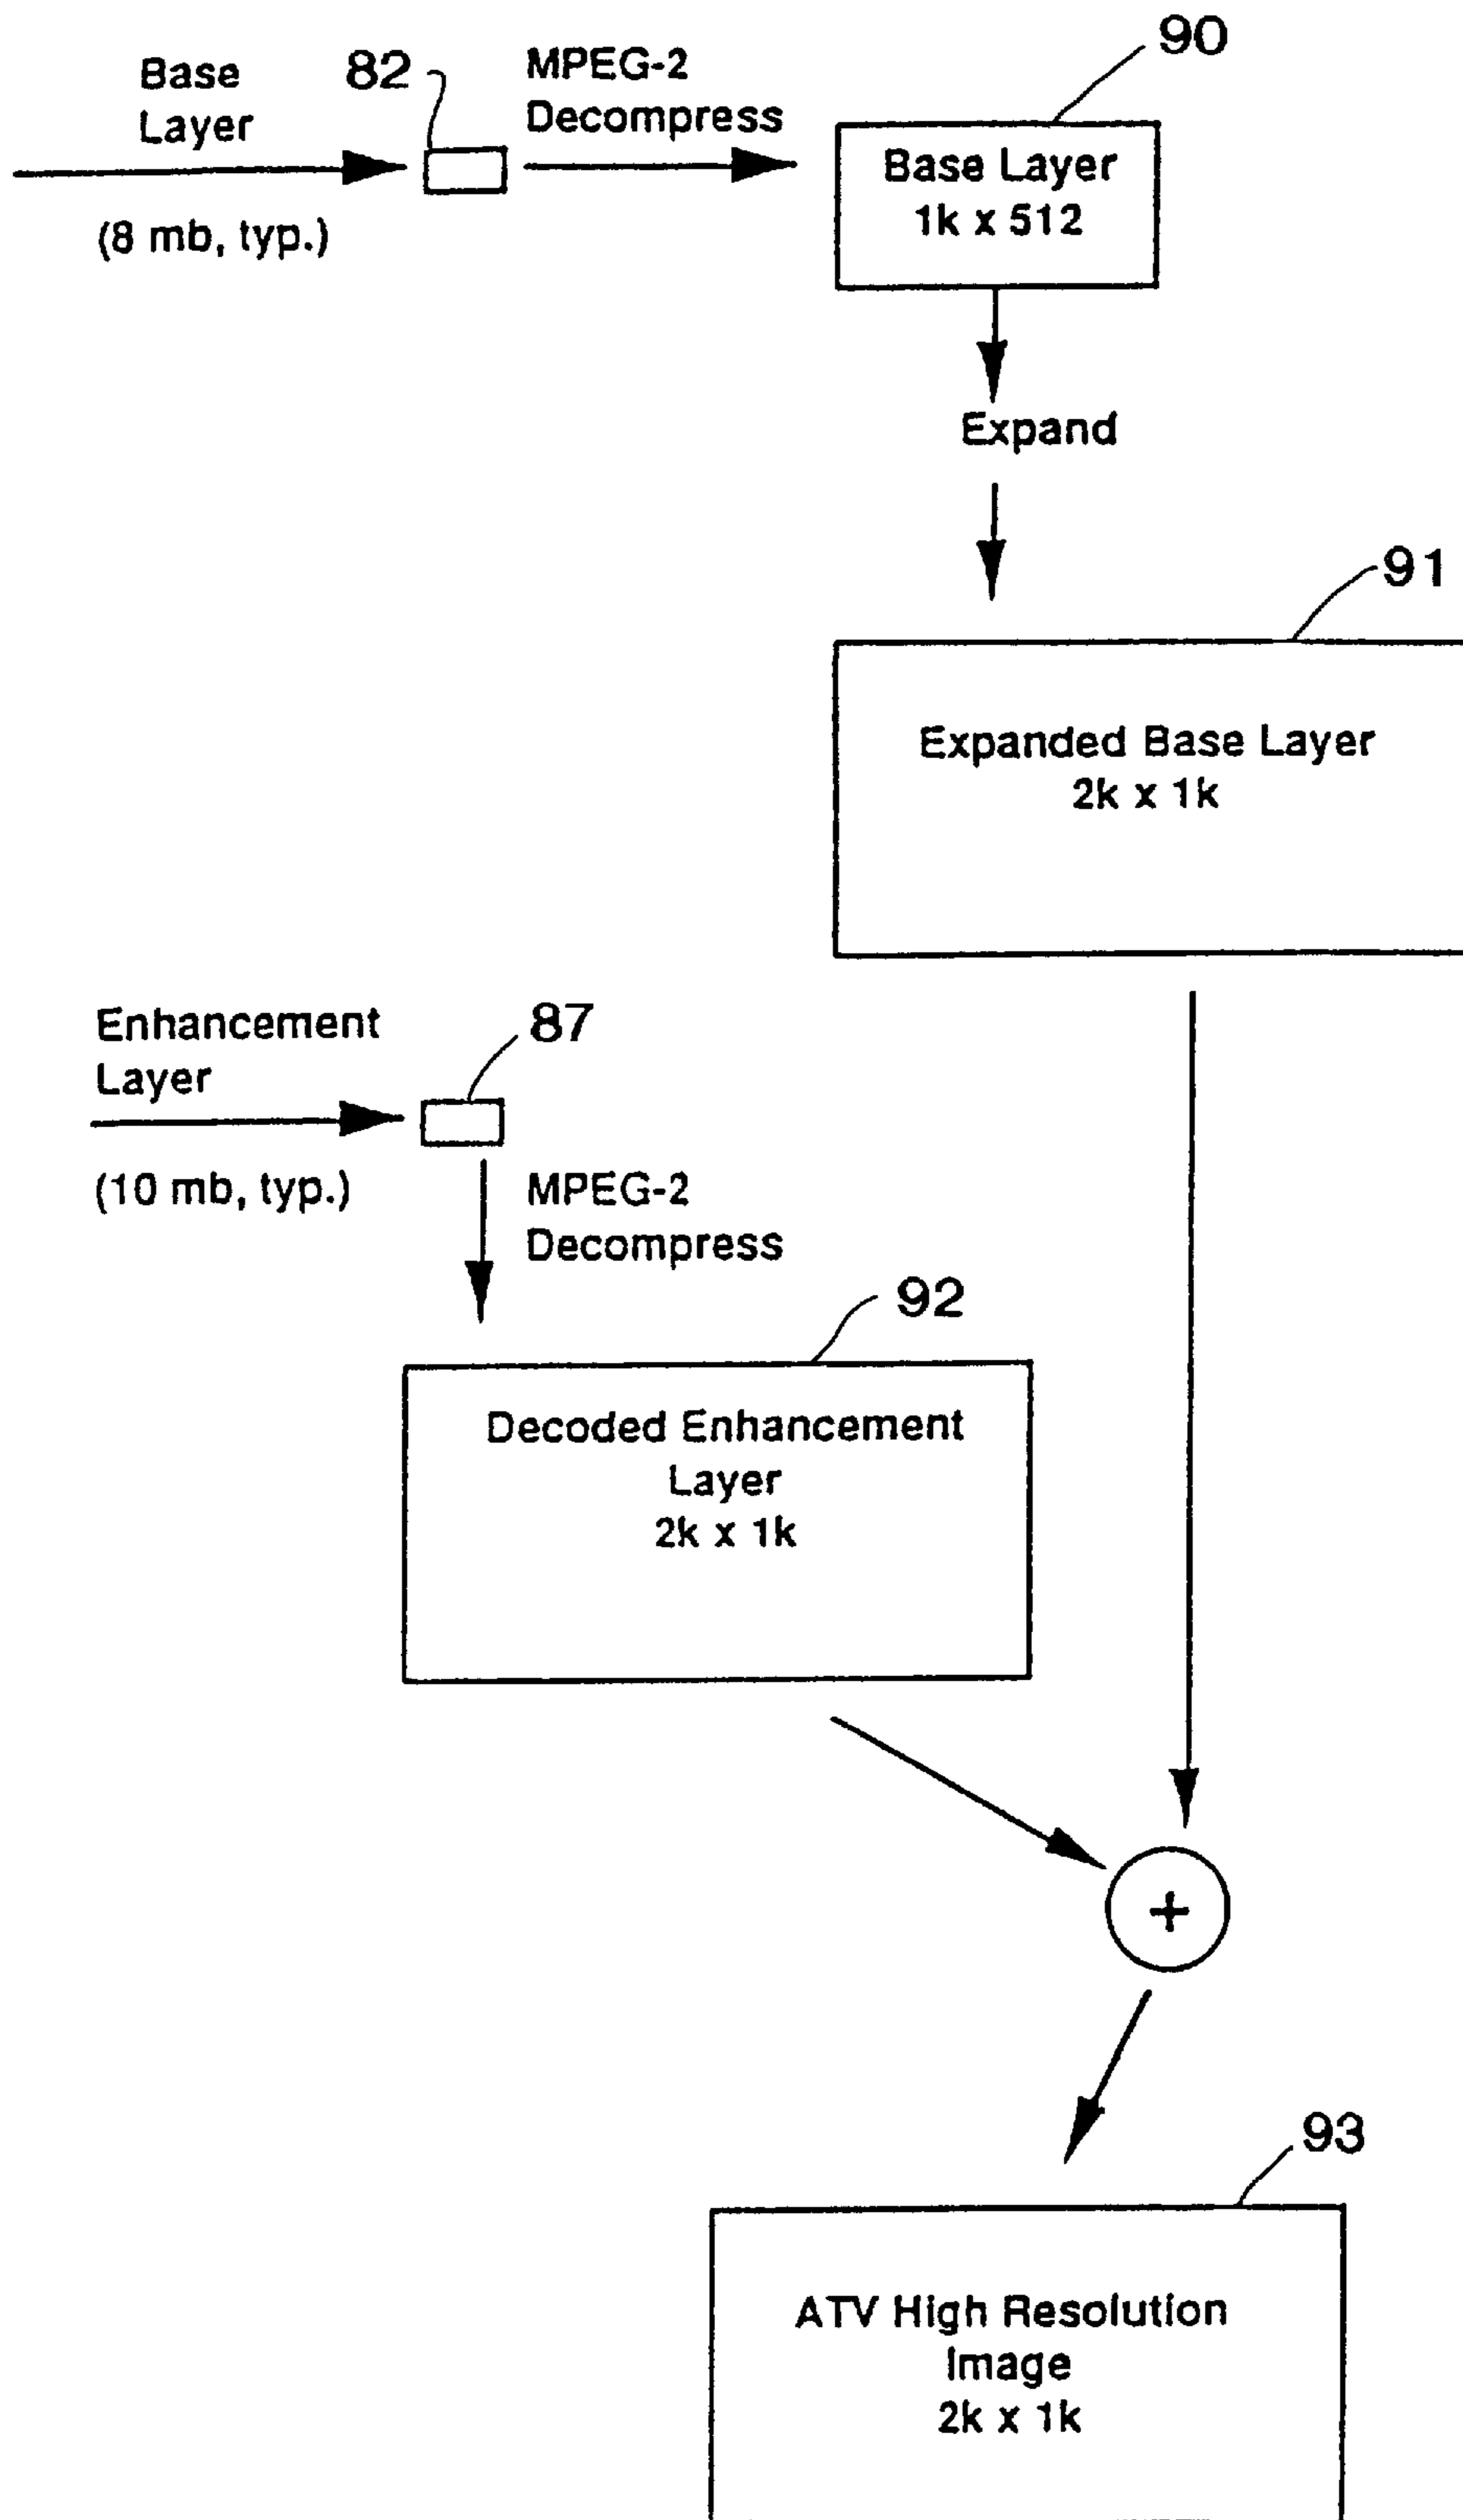 90
Base
Layer
82
MPEG-2
Decompress
(8 mb, typ.)
Base Layer
1k x 512
Expand
91
Expanded Base Layer
2k x 1k
Enhancement
Layer
87
(10 mb, typ.)
MPEG-2
Decompress
92
Decoded Enhancement
Layer
2k x 1k
+
93
ATV High Resolution
Image
2k x 1k